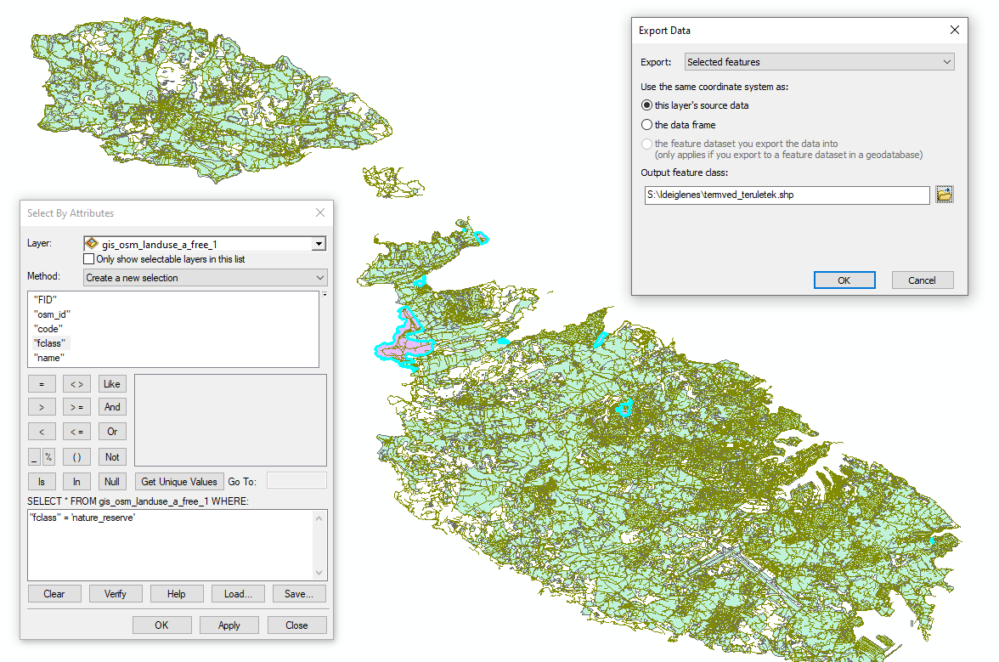 Export Data
Export: Selected features
Use the same coordinate system as:
this layer's source data
the data frame
the feature dataset you export the data into
(only applies if you export to a feature dataset in a geodatabase)
Output feature class:
S:\Ideiglenes\termved_teruletek.shp
OK Cancel
Select By Attributes
Layer: gis_osm_landuse_a_free_1
Only show selectable layers in this list
Method: Create a new selection
"FID"
"osm_id"
"code"
"fclass"
"name"
= < > Like
> > = And
< < = Or
_ % ( ) Not
Is In Null Get Unique Values Go To:
SELECT * FROM gis_osm_landuse_a_free_1 WHERE:
"fclass" = 'nature_reserve'
Clear Verify Help Load... Save...
OK Apply Close